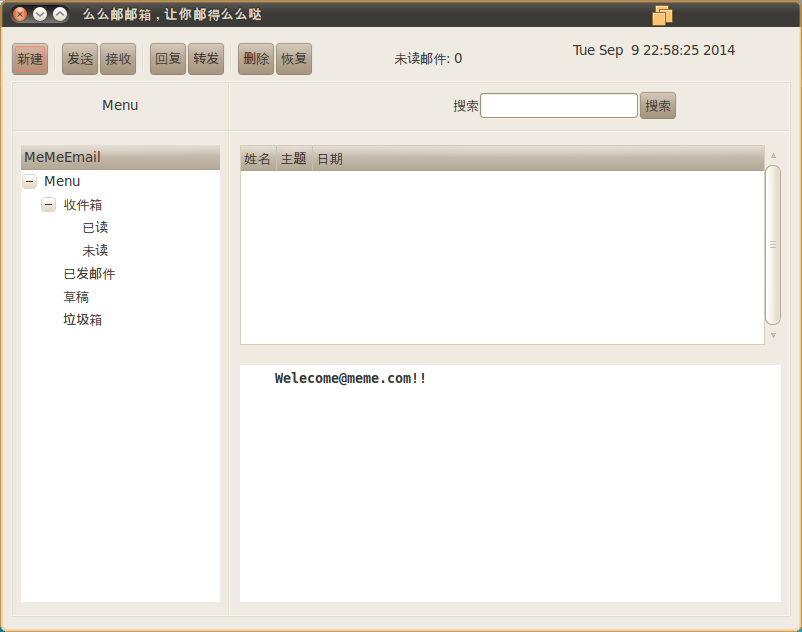 么么邮邮箱，让你邮得么么哒
新建 发送 接收 回复 转发 删除 恢复 未读邮件: 0 Tue Sep 9 22:58:25 2014
Menu 搜索 搜索
MeMeEmail
Menu
收件箱
已读
未读
已发邮件
草稿
垃圾箱
姓名 主题 日期
Welecome@meme.com!!